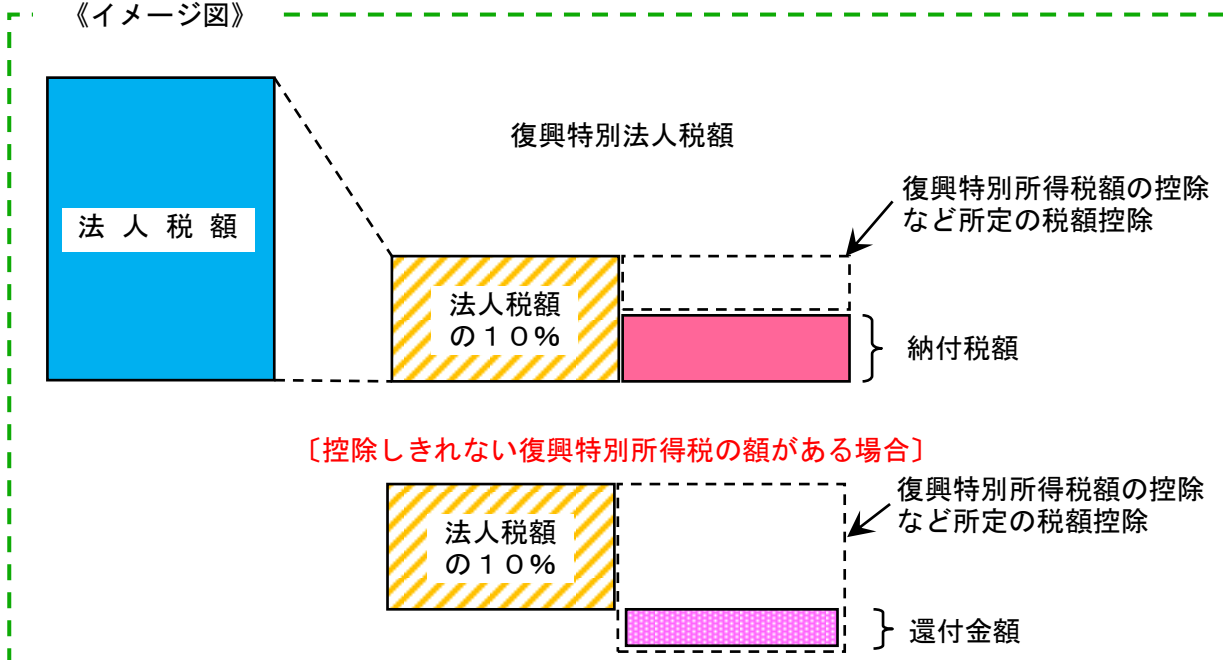 《イメージ図》
復興特別法人税額
復興特別所得税額の控除
など所定の税額控除
法 人 税 額
法人税額
の１０％
納付税額
〔控除しきれない復興特別所得税の額がある場合〕
復興特別所得税額の控除
など所定の税額控除
法人税額
の１０％
還付金額